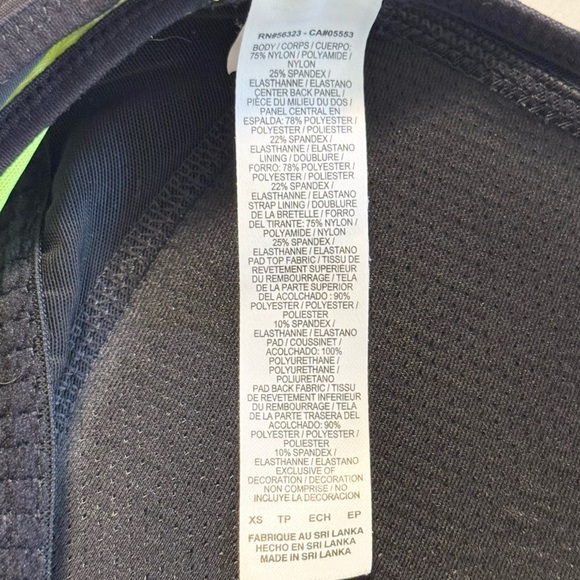 RN#56323 - CA#05553
BODY / CORPS / CUERPO:
75% NYLON / POLYAMIDE /
NYLON
25% SPANDEX /
ELASTHANNE / ELASTANO
CENTER BACK PANEL /
PIÈCE DU MILIEU DU DOS /
PANEL CENTRAL EN
ESPALDA: 78% POLYESTER /
POLYESTER / POLIESTER
22% SPANDEX /
ELASTHANNE / ELASTANO
LINING / DOUBLURE /
FORRO: 78% POLYESTER /
POLYESTER / POLIESTER
22% SPANDEX /
ELASTHANNE / ELASTANO
STRAP LINING / DOUBLURE
DE LA BRETELLE / FORRO
DEL TIRANTE: 75% NYLON /
POLYAMIDE / NYLON
25% SPANDEX /
ELASTHANNE / ELASTANO
PAD TOP FABRIC / TISSU DE
REVETEMENT SUPERIEUR
DU REMBOURRAGE / TELA
DE LA PARTE SUPERIOR
DEL ACOLCHADO : 90%
POLYESTER / POLYESTER /
POLIESTER
10% SPANDEX /
ELASTHANNE / ELASTANO
PAD / COUSSINET /
ACOLCHADO: 100%
POLYURETHANE /
POLYURETHANNE /
POLIURETANO
PAD BACK FABRIC / TISSU
DE REVETEMENT INFERIEUR
DU REMBOURRAGE / TELA
DE LA PARTE TRASERA DEL
ACOLCHADO: 90%
POLYESTER / POLYESTER /
POLIESTER
10% SPANDEX /
ELASTHANNE / ELASTANO
EXCLUSIVE OF
DECORATION / DECORATION
NON COMPRISE / NO
INCLUYE LA DECORACION
XS TP ECH EP
FABRIQUE AU SRI LANKA
HECHO EN SRI LANKA
MADE IN SRI LANKA